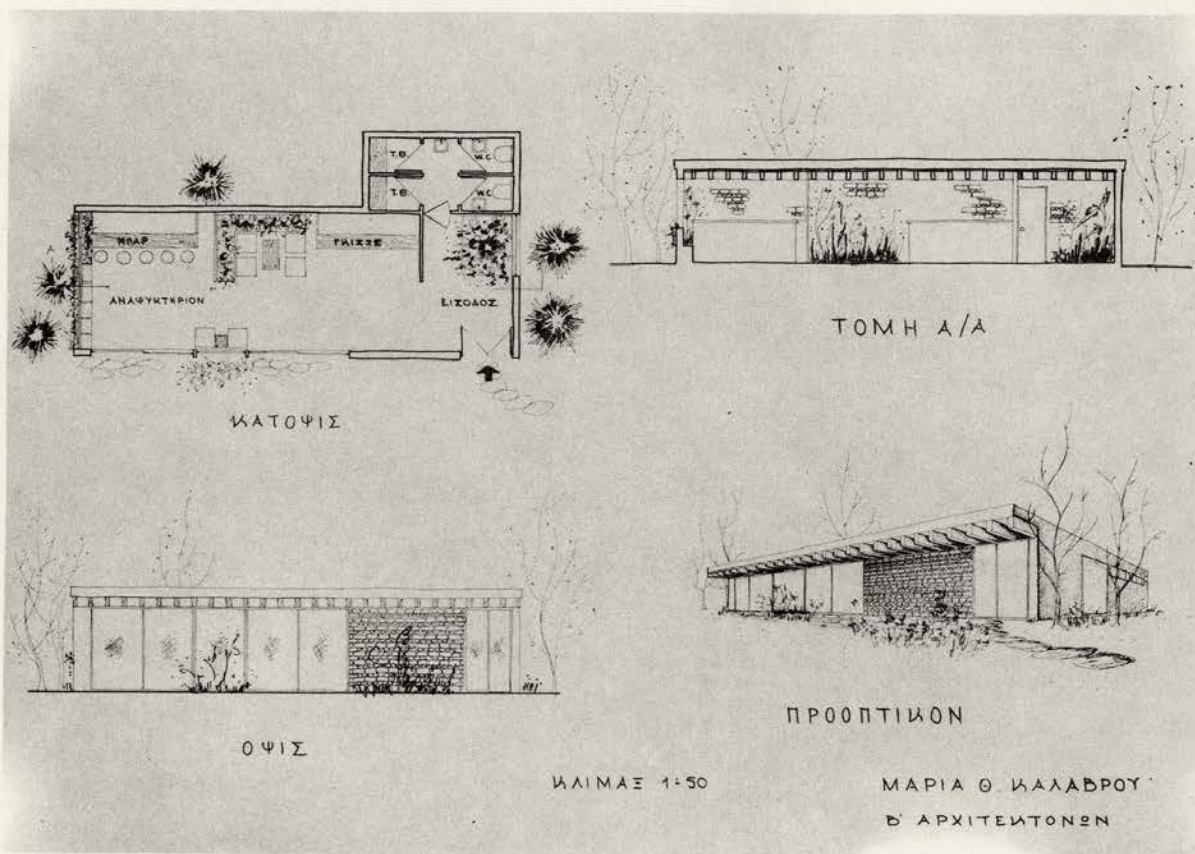 Τ.Θ.
W.C.
Τ.Θ.
W.C.
ΜΠΑΡ
ΓΚΙΣΣΕ
ΑΝΑΨΥΚΤΗΡΙΟΝ
ΕΙΣΟΔΟΣ
Α
ΚΑΤΟΨΙΣ
ΤΟΜΗ Α/Α
ΟΨΙΣ
ΠΡΟΟΠΤΙΚΟΝ
ΚΛΙΜΑΞ 1:50
ΜΑΡΙΑ Θ. ΚΑΛΑΒΡΟΥ
Β' ΑΡΧΙΤΕΚΤΟΝΩΝ